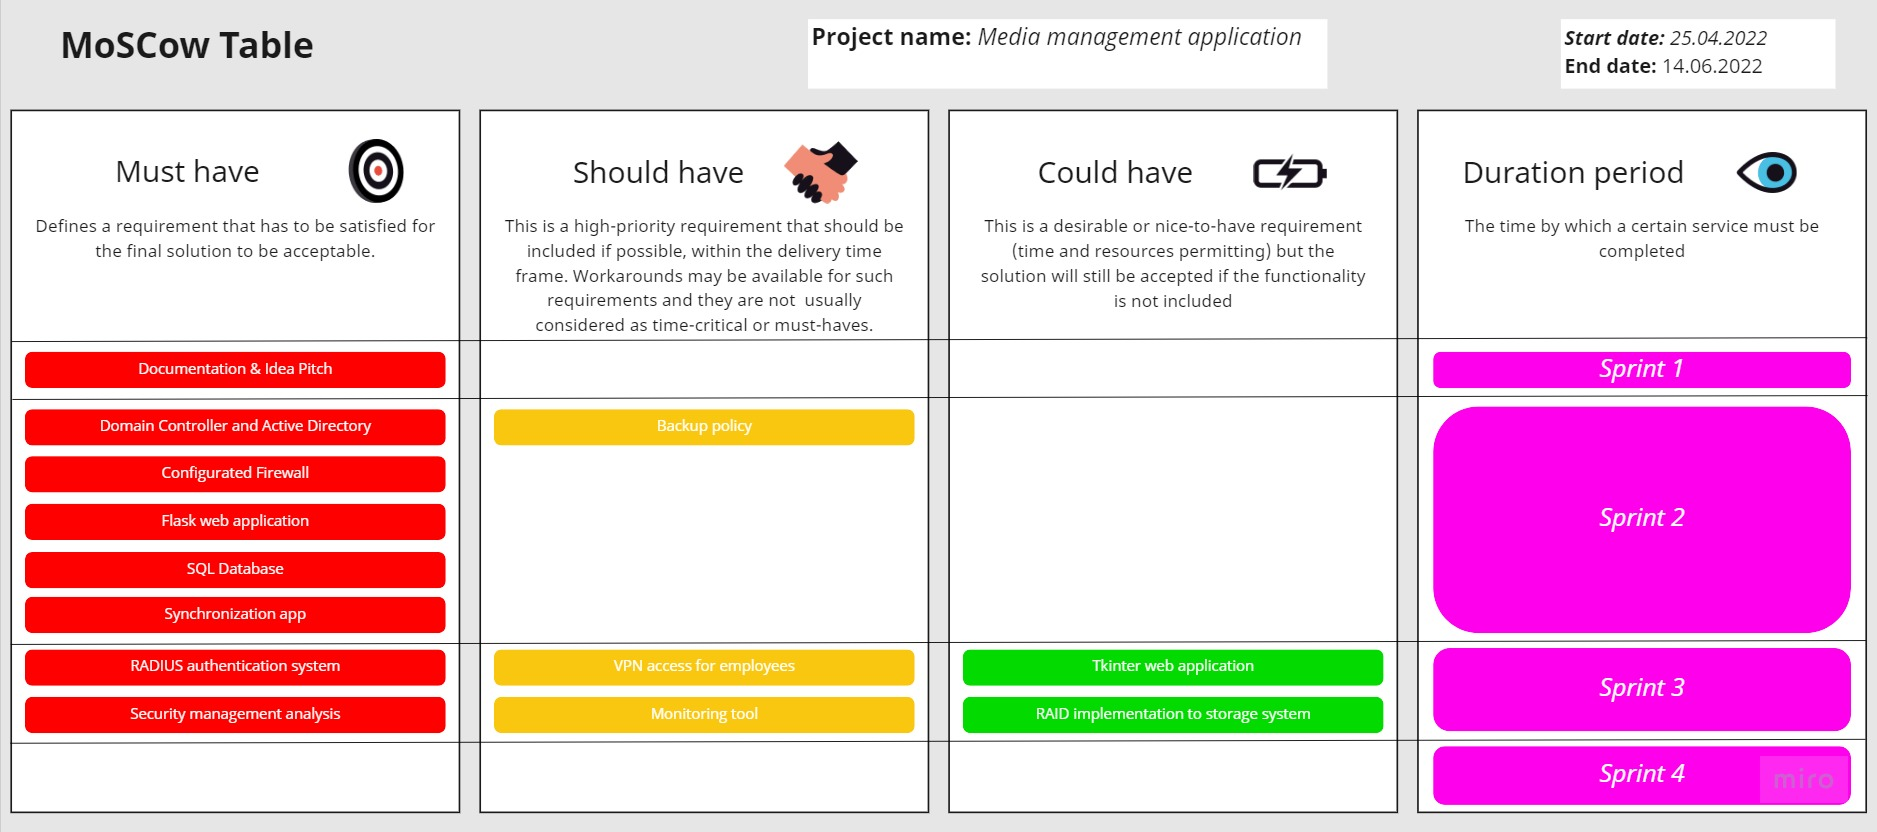 MoSCow Table
Project name: Media management application
Start date: 25.04.2022
End date: 14.06.2022
Must have
Defines a requirement that has to be satisfied for
the final solution to be acceptable.
Should have
This is a high-priority requirement that should be
included if possible, within the delivery time
frame. Workarounds may be available for such
requirements and they are not  usually
considered as time-critical or must-haves.
Could have
This is a desirable or nice-to-have requirement
(time and resources permitting) but the
solution will still be accepted if the functionality
is not included
Duration period
The time by which a certain service must be
completed
Documentation & Idea Pitch
Sprint 1
Domain Controller and Active Directory
Configurated Firewall
Flask web application
SQL Database
Synchronization app
Backup policy
Sprint 2
RADIUS authentication system
Security management analysis
VPN access for employees
Monitoring tool
Tkinter web application
RAID implementation to storage system
Sprint 3
Sprint 4
miro